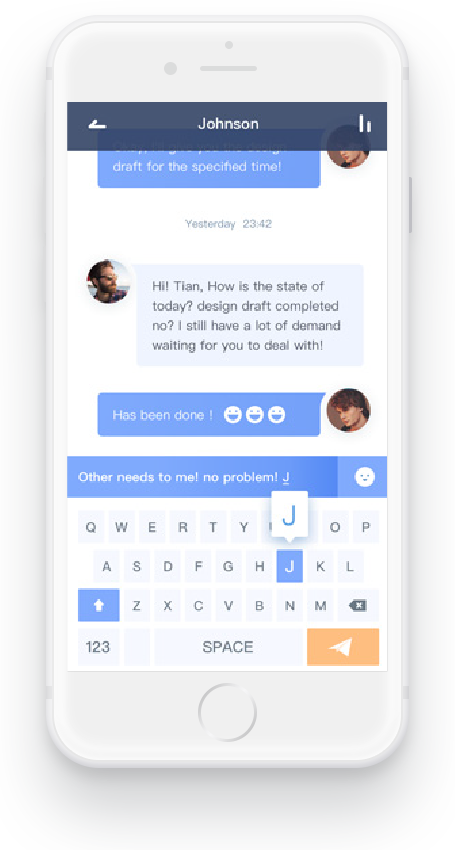 Johnson
draft for the specified time!
Yesterday 23:42
Hi! Tian, How is the state of
today? design draft completed
no? I still have a lot of demand
waiting for you to deal with!
Has been done !
Other needs to me! no problem! J
J
Q W E R T Y O P
A S D F G H J K L
Z X C V B N M
123 SPACE